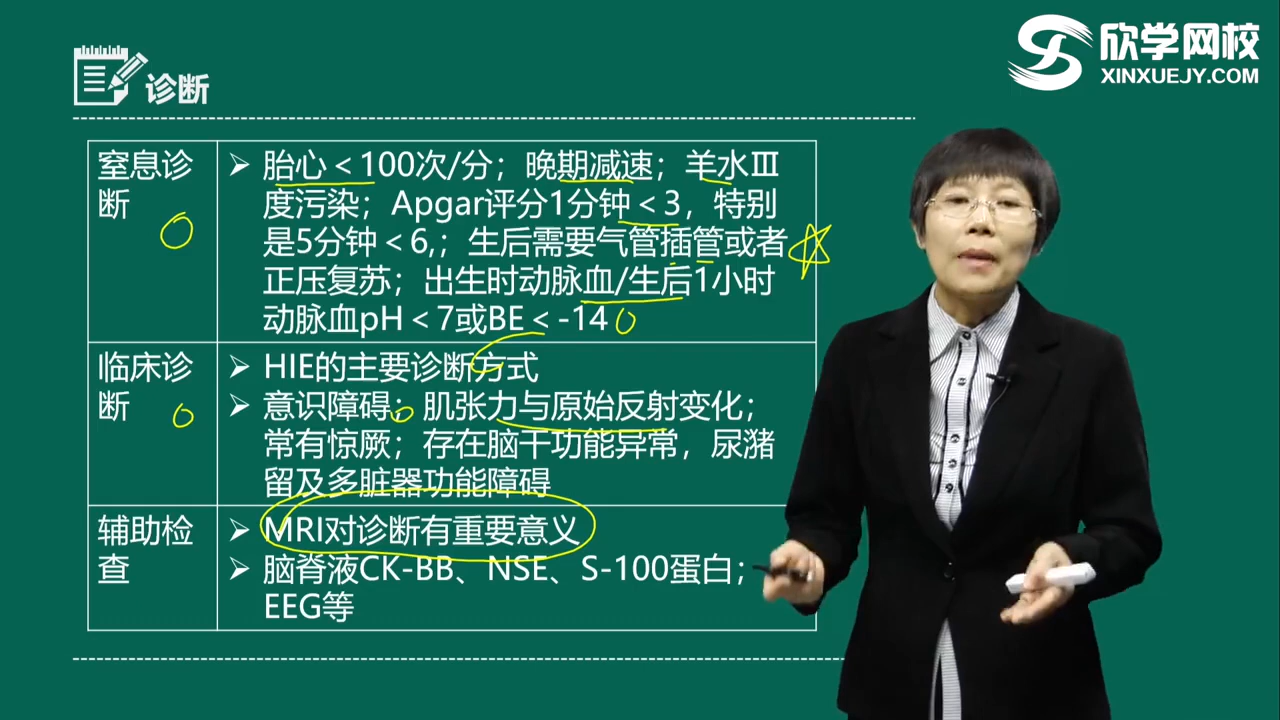 欣学网校
XINXUEJY.COM
诊断
窒息诊
断
➢ 胎心＜100次/分；晚期减速；羊水Ⅲ
度污染；Apgar评分1分钟＜3，特别
是5分钟＜6,；生后需要气管插管或者
正压复苏；出生时动脉血/生后1小时
动脉血pH＜7或BE＜-14
临床诊
断
➢ HIE的主要诊断方式
➢ 意识障碍；肌张力与原始反射变化；
常有惊厥；存在脑干功能异常，尿潴
留及多脏器功能障碍
辅助检
查
➢ MRI对诊断有重要意义
➢ 脑脊液CK-BB、NSE、S-100蛋白；
EEG等